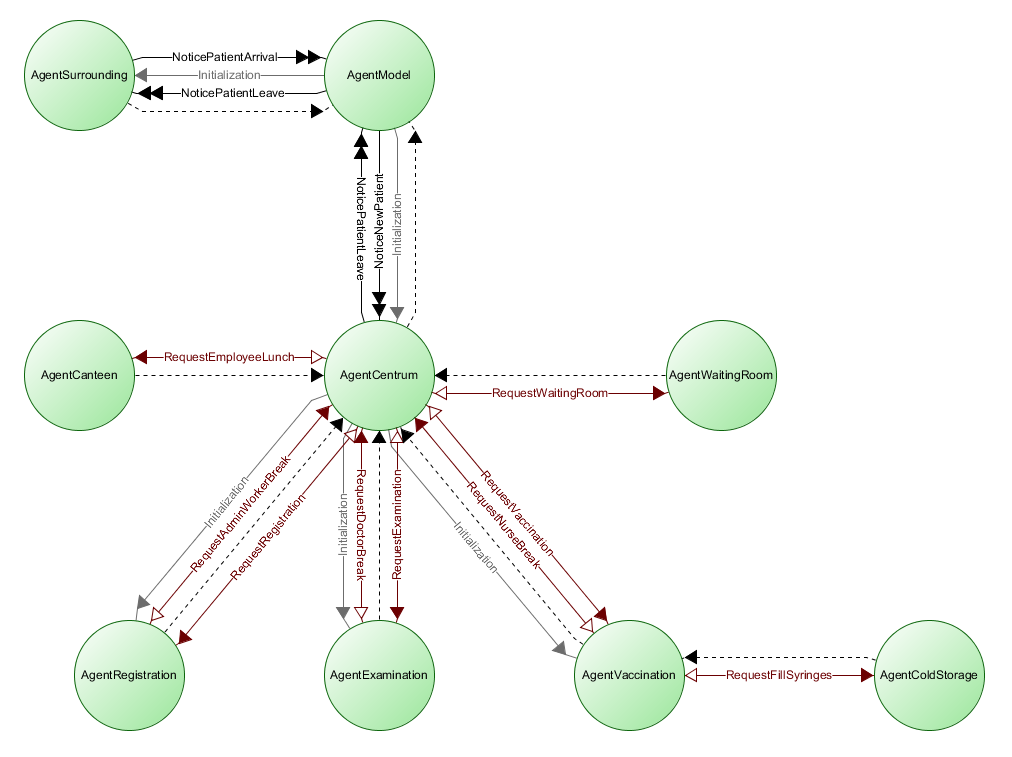 NoticePatientArrival
AgentSurrounding
Initialization
AgentModel
NoticePatientLeave
NoticePatientLeave
NoticeNewPatient
Initialization
RequestEmployeeLunch
AgentCanteen
AgentCentrum
AgentWaitingRoom
RequestWaitingRoom
Initialization
RequestAdminWorkerBreak
RequestRegistration
Initialization
RequestDoctorBreak
RequestExamination
Initialization
RequestNurseBreak
RequestVaccination
AgentRegistration
AgentExamination
AgentVaccination
RequestFillSyringes
AgentColdStorage